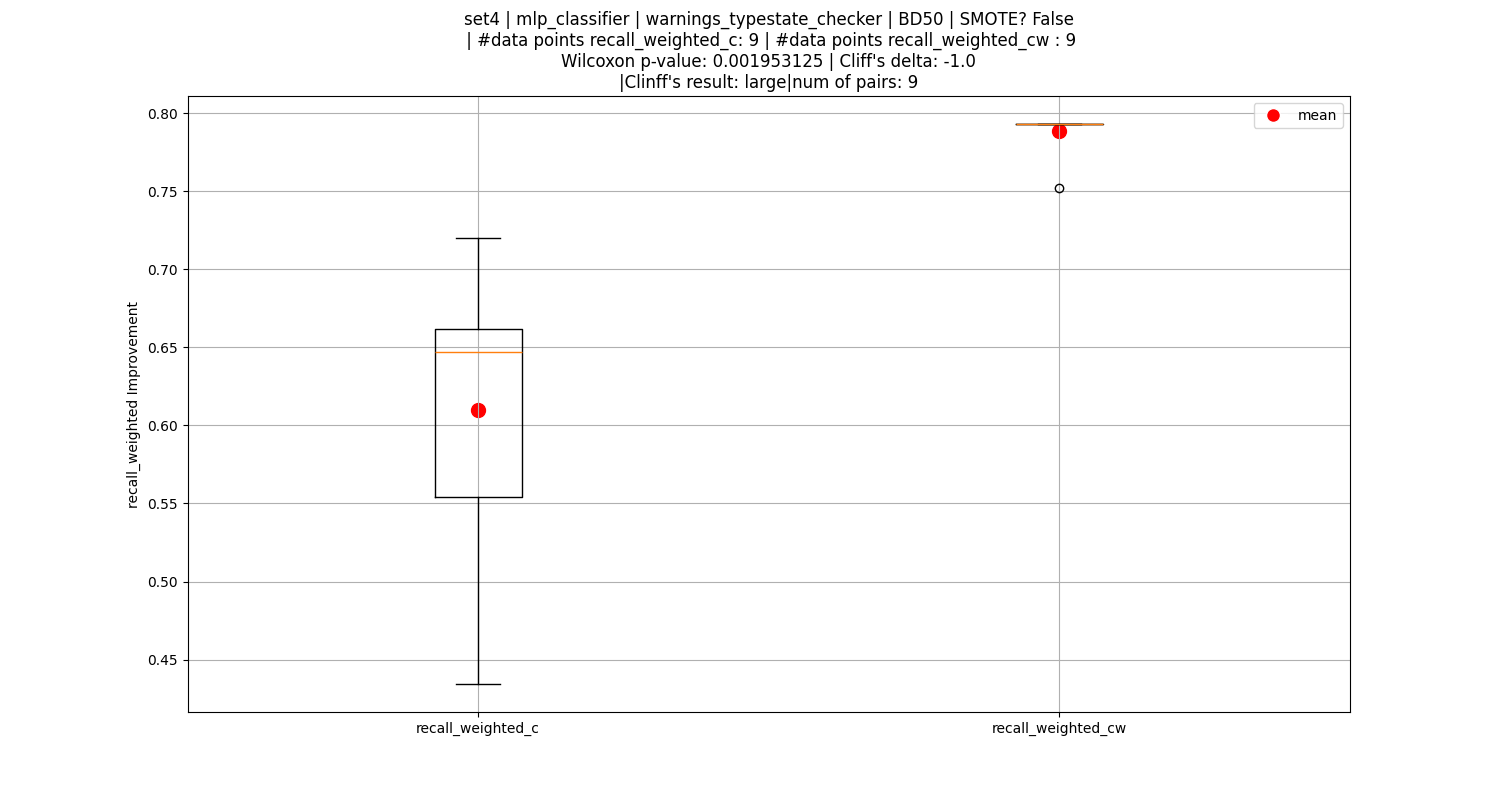 set4 | mlp_classifier | warnings_typestate_checker | BD50 | SMOTE? False
| #data points recall_weighted_c: 9 | #data points recall_weighted_cw : 9
Wilcoxon p-value: 0.001953125 | Cliff's delta: -1.0
|Clinff's result: large|num of pairs: 9
mean
0.80
0.75
0.70
0.65
0.60
0.55
0.50
0.45
recall_weighted Improvement
recall_weighted_c
recall_weighted_cw